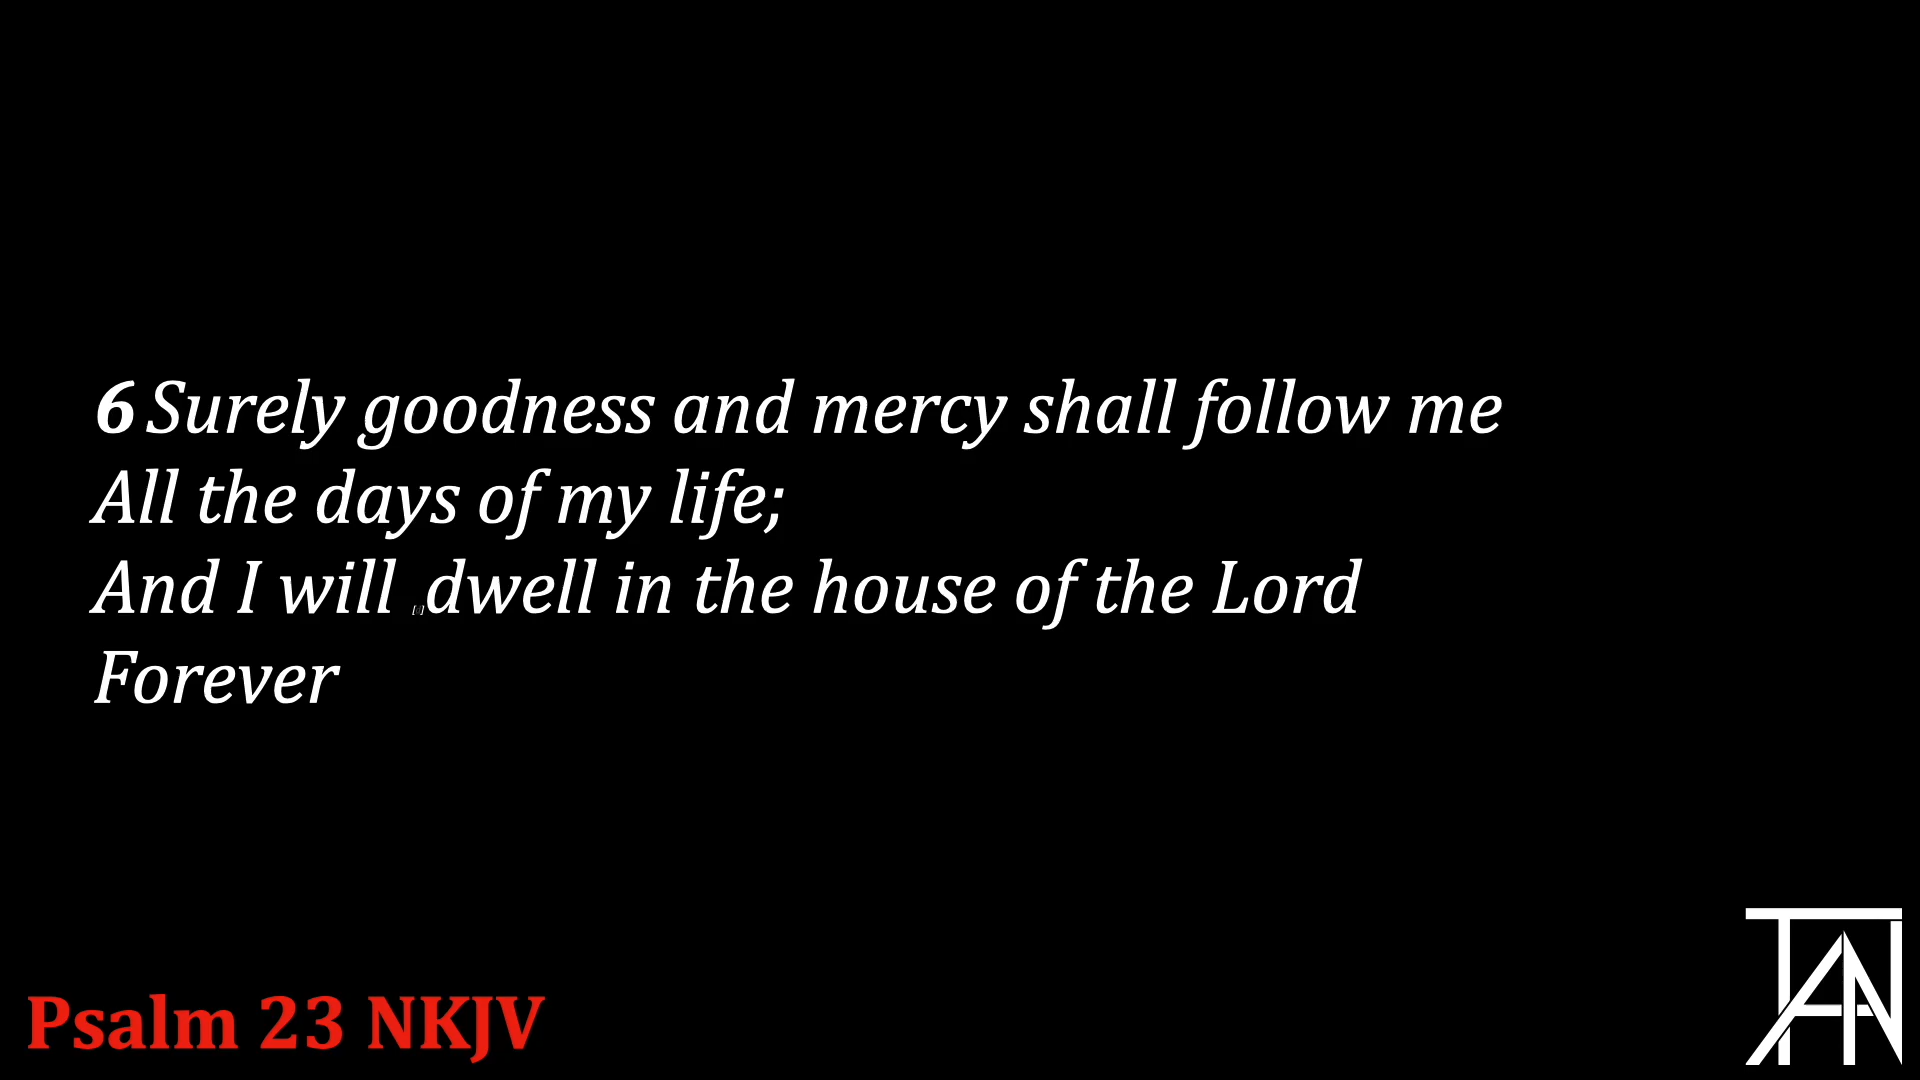 6 Surely goodness and mercy shall follow me
All the days of my life;
And I will dwell in the house of the Lord
Forever
Psalm 23 NKJV
TAN